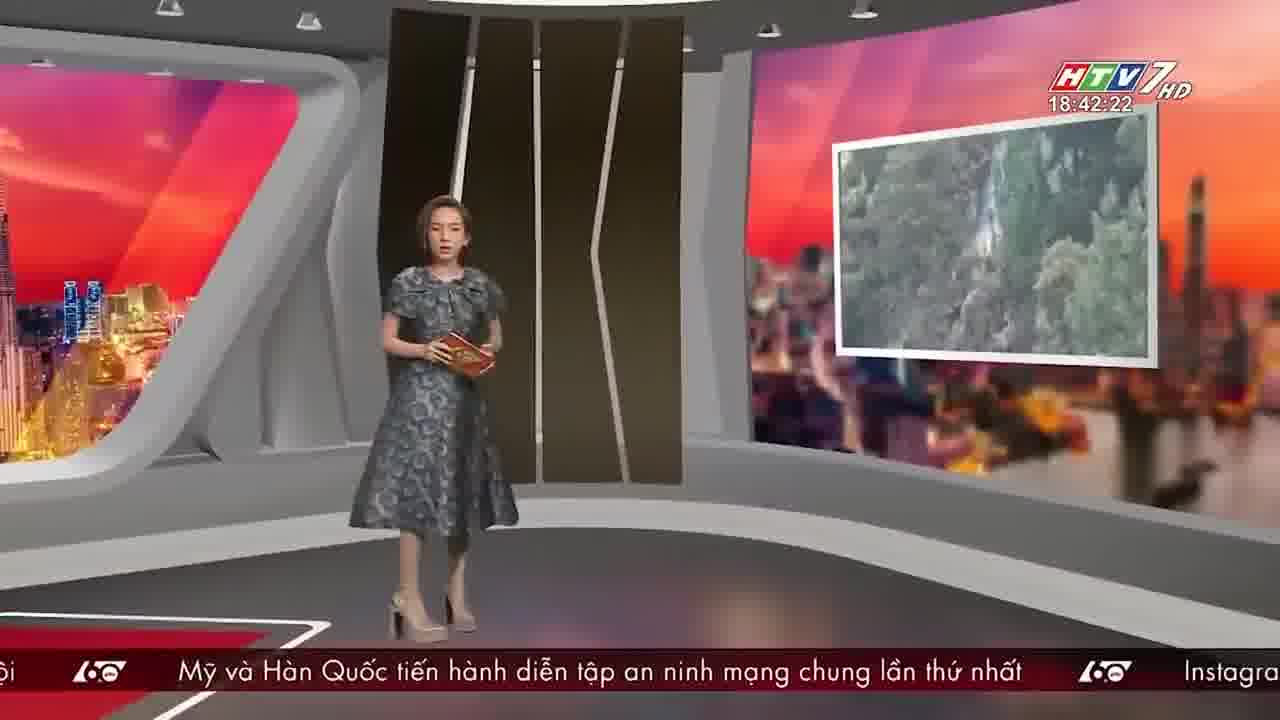 HTV7
HD
18:42:22
ội 60 Mỹ và Hàn Quốc tiến hành diễn tập an ninh mạng chung lần thứ nhất 60 Instagra